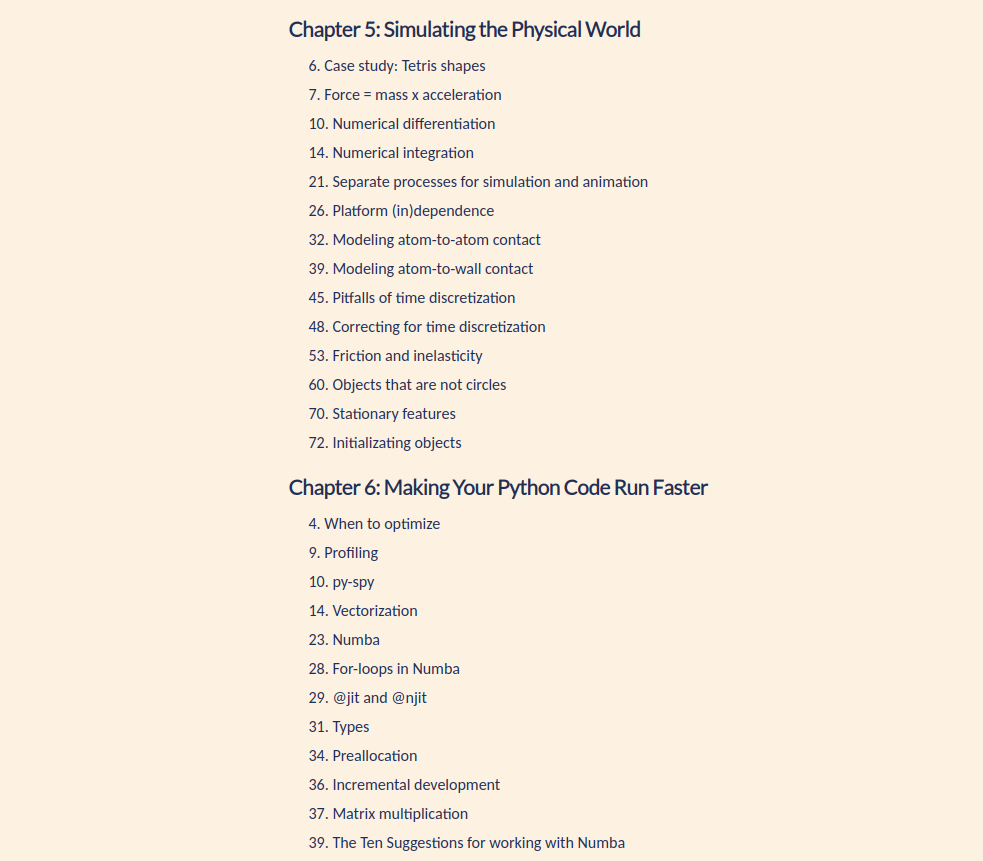 Chapter 5: Simulating the Physical World
6. Case study: Tetris shapes
7. Force = mass x acceleration
10. Numerical differentiation
14. Numerical integration
21. Separate processes for simulation and animation
26. Platform (in)dependence
32. Modeling atom-to-atom contact
39. Modeling atom-to-wall contact
45. Pitfalls of time discretization
48. Correcting for time discretization
53. Friction and inelasticity
60. Objects that are not circles
70. Stationary features
72. Initializating objects
Chapter 6: Making Your Python Code Run Faster
4. When to optimize
9. Profiling
10. py-spy
14. Vectorization
23. Numba
28. For-loops in Numba
29. @jit and @njit
31. Types
34. Preallocation
36. Incremental development
37. Matrix multiplication
39. The Ten Suggestions for working with Numba